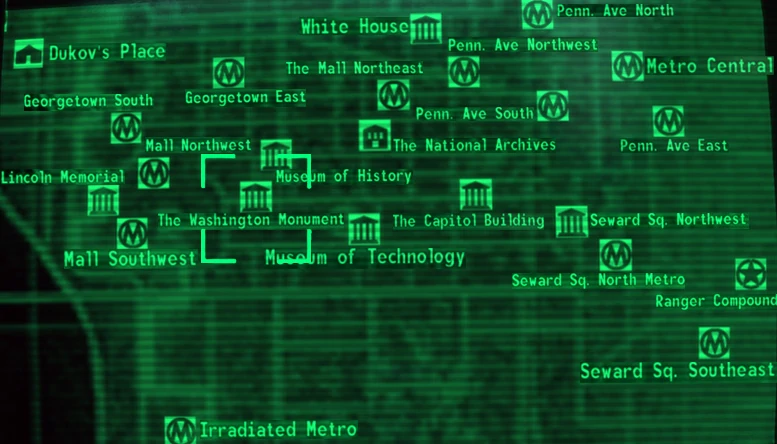 Penn. Ave North
White House
Penn. Ave Northwest
Dukov's Place
The Mall Northeast
Metro Central
Georgetown South
Georgetown East
Penn. Ave South
Mall Northwest
The National Archives
Penn. Ave East
Lincoln Memorial
Museum of History
The Washington Monument
The Capitol Building
Seward Sq. Northwest
Mall Southwest
Museum of Technology
Seward Sq. North Metro
Ranger Compound
Seward Sq. Southeast
Irradiated Metro